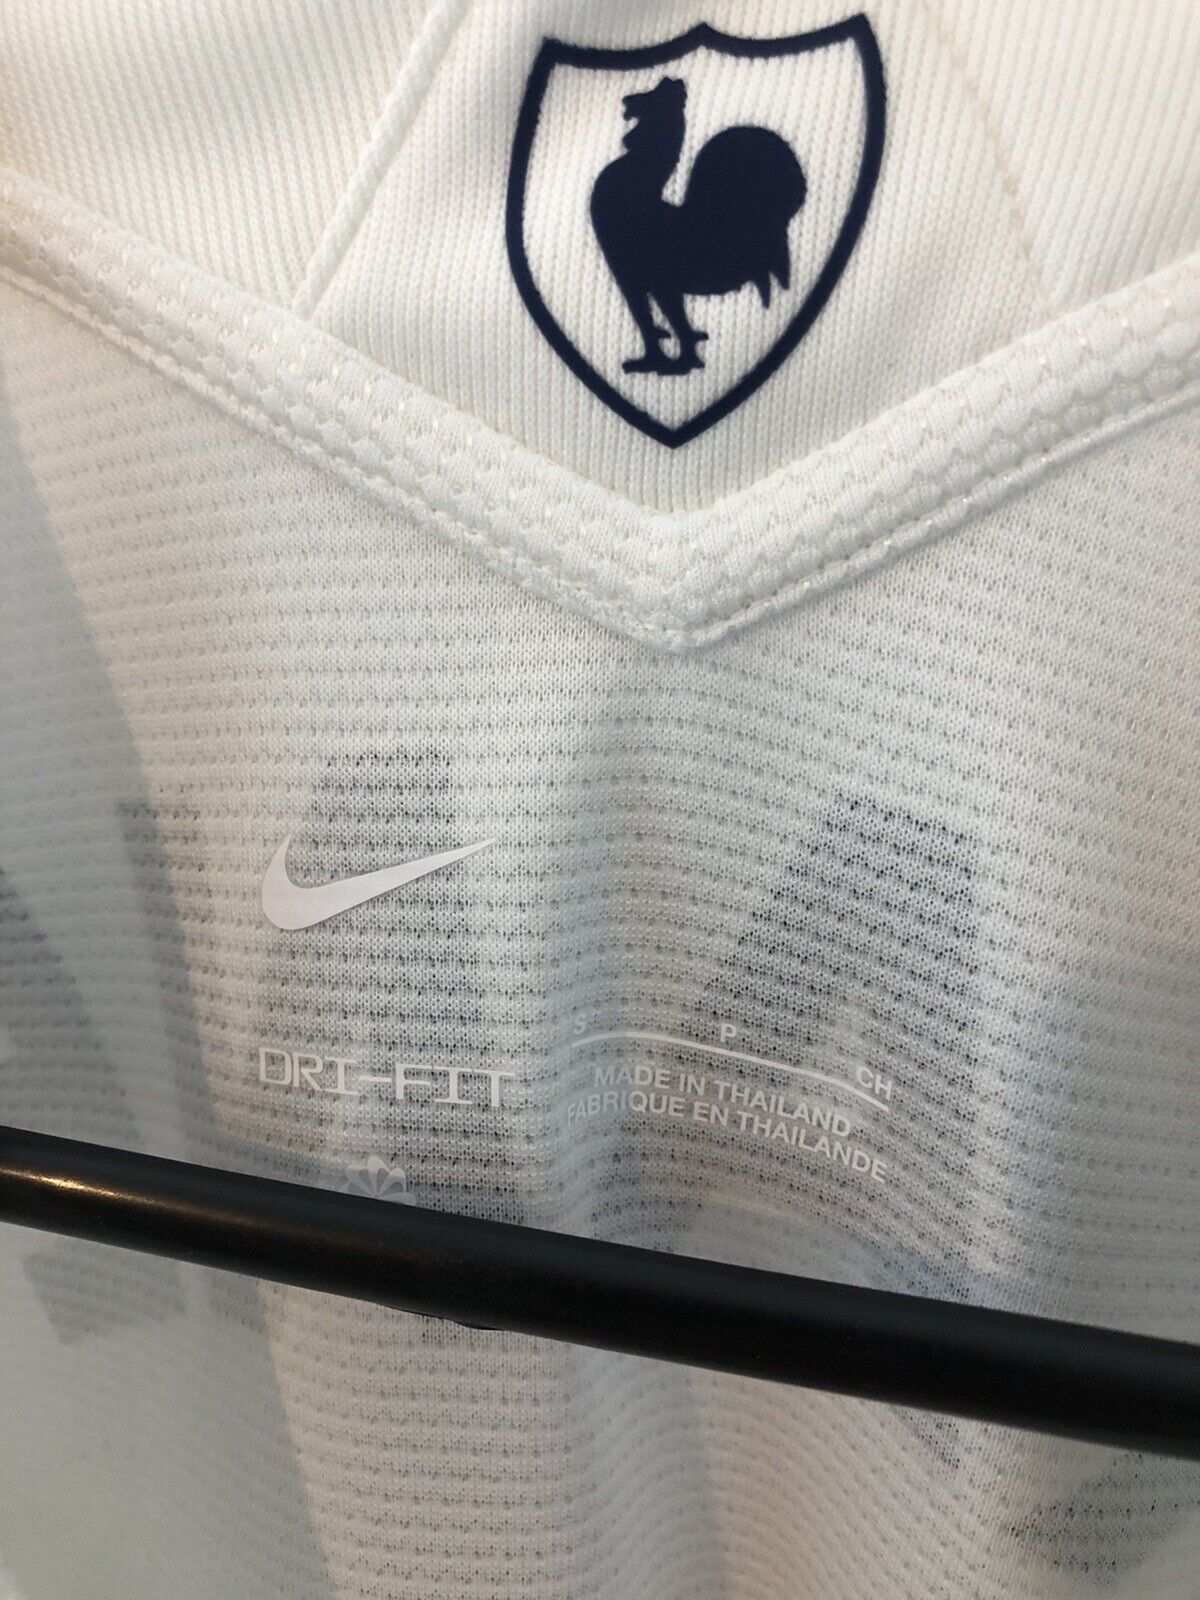 DRI-FIT
S P CH
MADE IN THAILAND
FABRIQUE EN THAILANDE